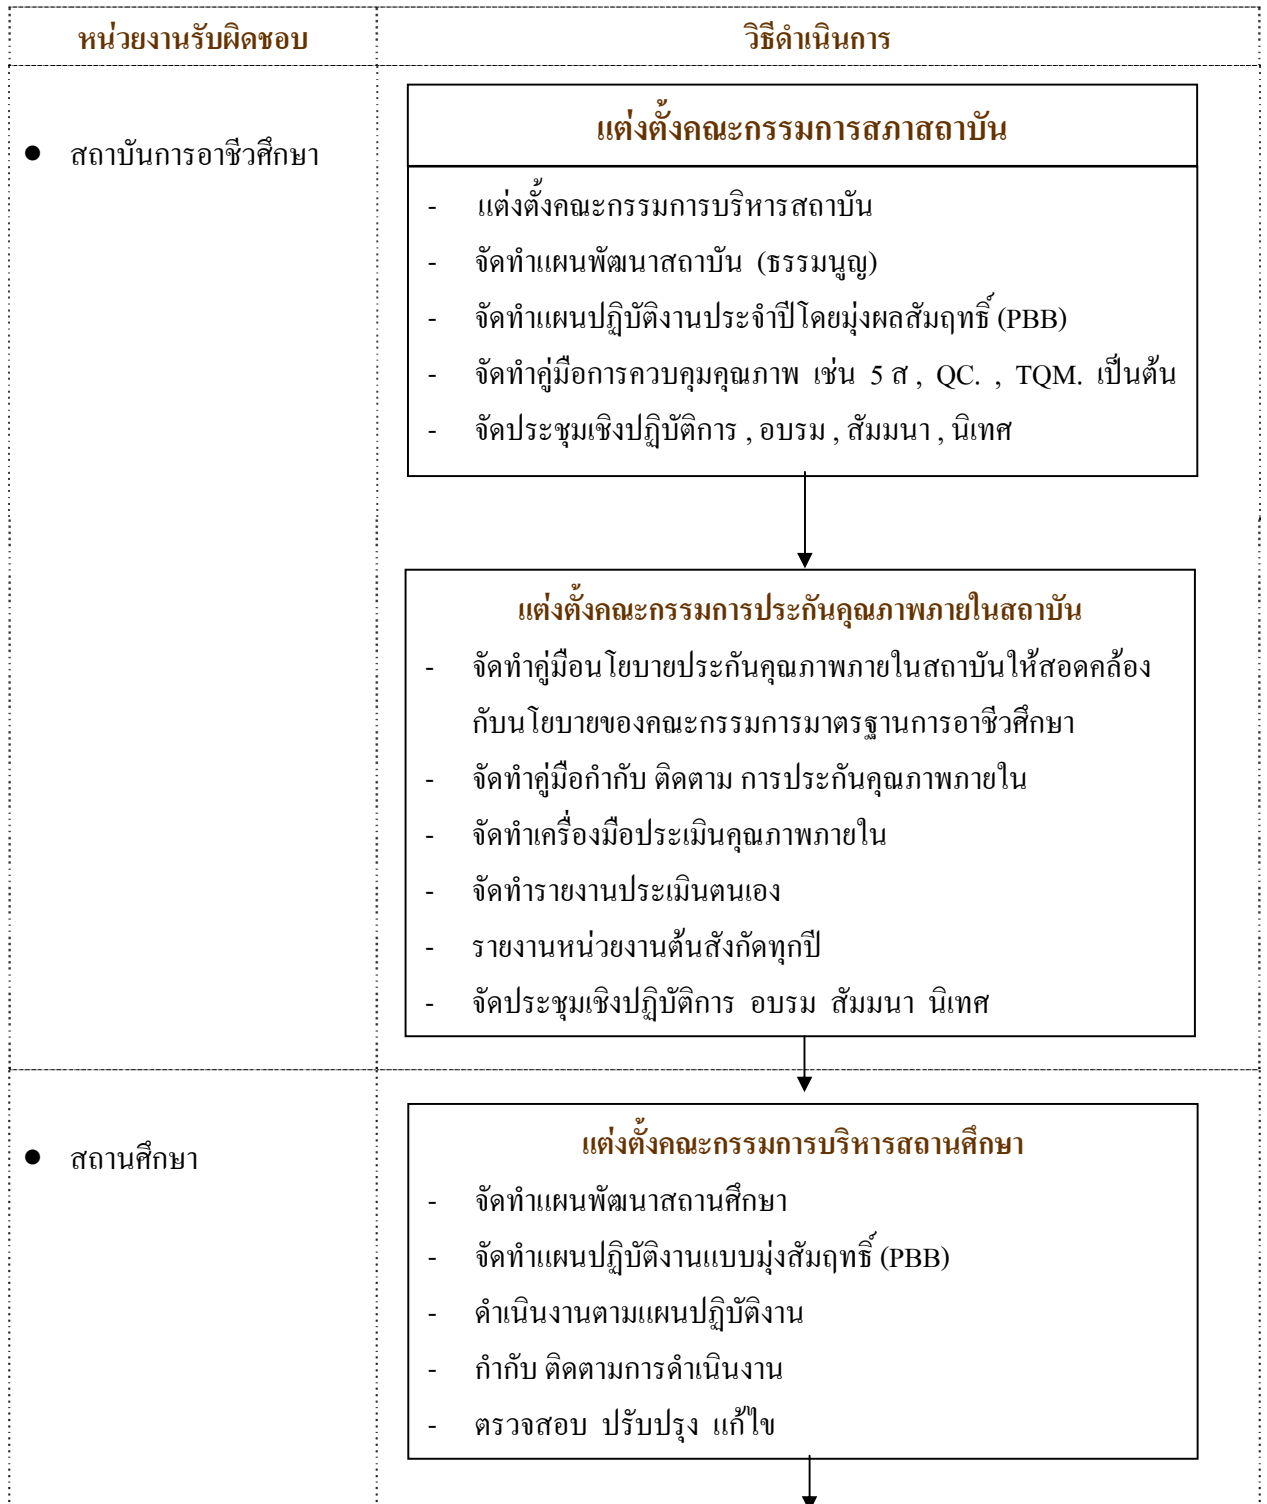 หน่วยงานรับผิดชอบ
วิธีดำเนินการ
● สถาบันการอาชีวศึกษา
แต่งตั้งคณะกรรมการสภาสถาบัน
- แต่งตั้งคณะกรรมการบริหารสถาบัน
- จัดทำแผนพัฒนาสถาบัน (ธรรมนูญ)
- จัดทำแผนปฏิบัติงานประจำปีโดยมุ่งผลสัมฤทธิ์ (PBB)
- จัดทำคู่มือการควบคุมคุณภาพ เช่น 5 ส , QC. , TQM. เป็นต้น
- จัดประชุมเชิงปฏิบัติการ , อบรม , สัมมนา , นิเทศ
แต่งตั้งคณะกรรมการประกันคุณภาพภายในสถาบัน
- จัดทำคู่มือนโยบายประกันคุณภาพภายในสถาบันให้สอดคล้อง
กับนโยบายของคณะกรรมการมาตรฐานการอาชีวศึกษา
- จัดทำคู่มือกำกับ ติดตาม การประกันคุณภาพภายใน
- จัดทำเครื่องมือประเมินคุณภาพภายใน
- จัดทำรายงานประเมินตนเอง
- รายงานหน่วยงานต้นสังกัดทุกปี
- จัดประชุมเชิงปฏิบัติการ อบรม สัมมนา นิเทศ
● สถานศึกษา
แต่งตั้งคณะกรรมการบริหารสถานศึกษา
- จัดทำแผนพัฒนาสถานศึกษา
- จัดทำแผนปฏิบัติงานแบบมุ่งสัมฤทธิ์ (PBB)
- ดำเนินงานตามแผนปฏิบัติงาน
- กำกับ ติดตามการดำเนินงาน
- ตรวจสอบ ปรับปรุง แก้ไข